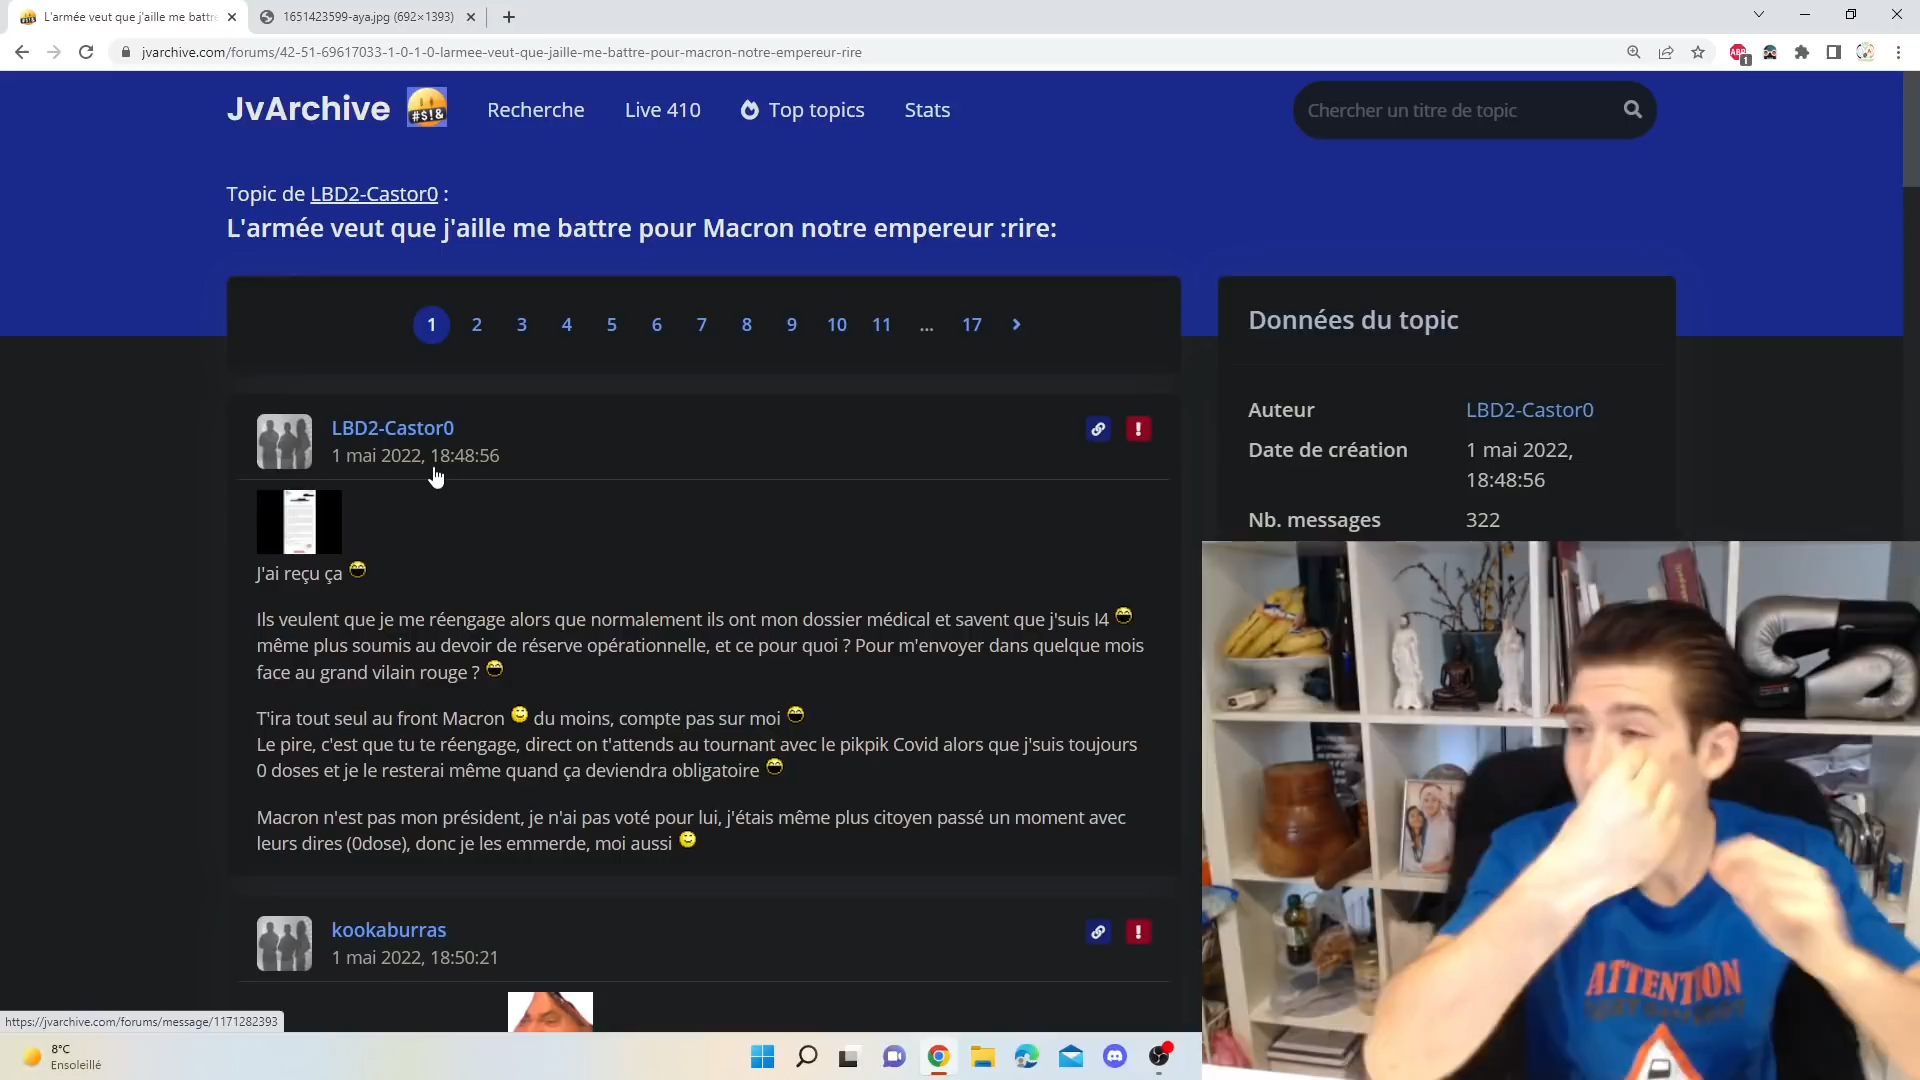 L'armée veut que j'aille me battre
1651423599-aya.jpg (692×1393)
jvarchive.com/forums/42-51-69617033-1-0-1-0-larmee-veut-que-jaille-me-battre-pour-macron-notre-empereur-rire
ABP
1
JvArchive
#$!&
Recherche
Live 410
Top topics
Stats
Chercher un titre de topic
Topic de LBD2-Castor0 :
L'armée veut que j'aille me battre pour Macron notre empereur :rire:
1 2 3 4 5 6 7 8 9 10 11 ... 17
Données du topic
Auteur LBD2-Castor0
Date de création 1 mai 2022,
18:48:56
Nb. messages 322
LBD2-Castor0
1 mai 2022, 18:48:56
J'ai reçu ça
Ils veulent que je me réengage alors que normalement ils ont mon dossier médical et savent que j'suis I4
même plus soumis au devoir de réserve opérationnelle, et ce pour quoi ? Pour m'envoyer dans quelque mois
face au grand vilain rouge ?
T'ira tout seul au front Macron du moins, compte pas sur moi
Le pire, c'est que tu te réengage, direct on t'attends au tournant avec le pikpik Covid alors que j'suis toujours
0 doses et je le resterai même quand ça deviendra obligatoire
Macron n'est pas mon président, je n'ai pas voté pour lui, j'étais même plus citoyen passé un moment avec
leurs dires (0dose), donc je les emmerde, moi aussi
kookaburras
1 mai 2022, 18:50:21
https://jvarchive.com/forums/message/1171282393
8°C
Ensoleillé
ATTENTION